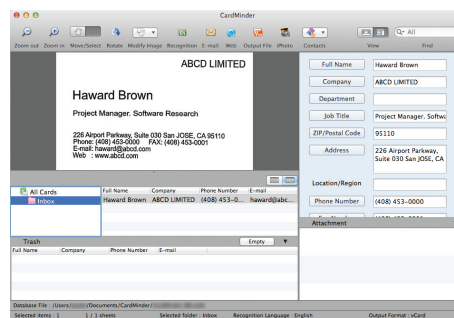 CardMinder
Q- All
Zoom out Zoom in Move/Select Rotate Modify Image Recognition E-mail Web Output File iPhoto Contacts View Find
ABCD LIMITED
Haward Brown
Project Manager. Software Research
226 Airport Parkway, Suite 030 San JOSE, CA 95110
Phone: (408) 453-0000 FAX: (408) 453-0001
E-mail: haward@abcd.com
Web : www.abcd.com
Full Name Haward Brown
Company ABCD LIMITED
Department
Job Title Project Manager. Softwa
ZIP/Postal Code 95110
Address 226 Airport Parkway,
Suite 030 San JOSE, CA
Location/Region
Phone Number (408) 453-0000
Attachment
All Cards
Inbox
Full Name Company Phone Number E-mail
Haward Brown ABCD LIMITED (408) 453-0... haward@abc...
Trash Empty
Full Name Company Phone Number E-mail
Database File : /Users/ /Documents/CardMinder/
Selected items : 1 1 / 1 sheets Selected folder : Inbox Recognition Language : English Output Format : vCard